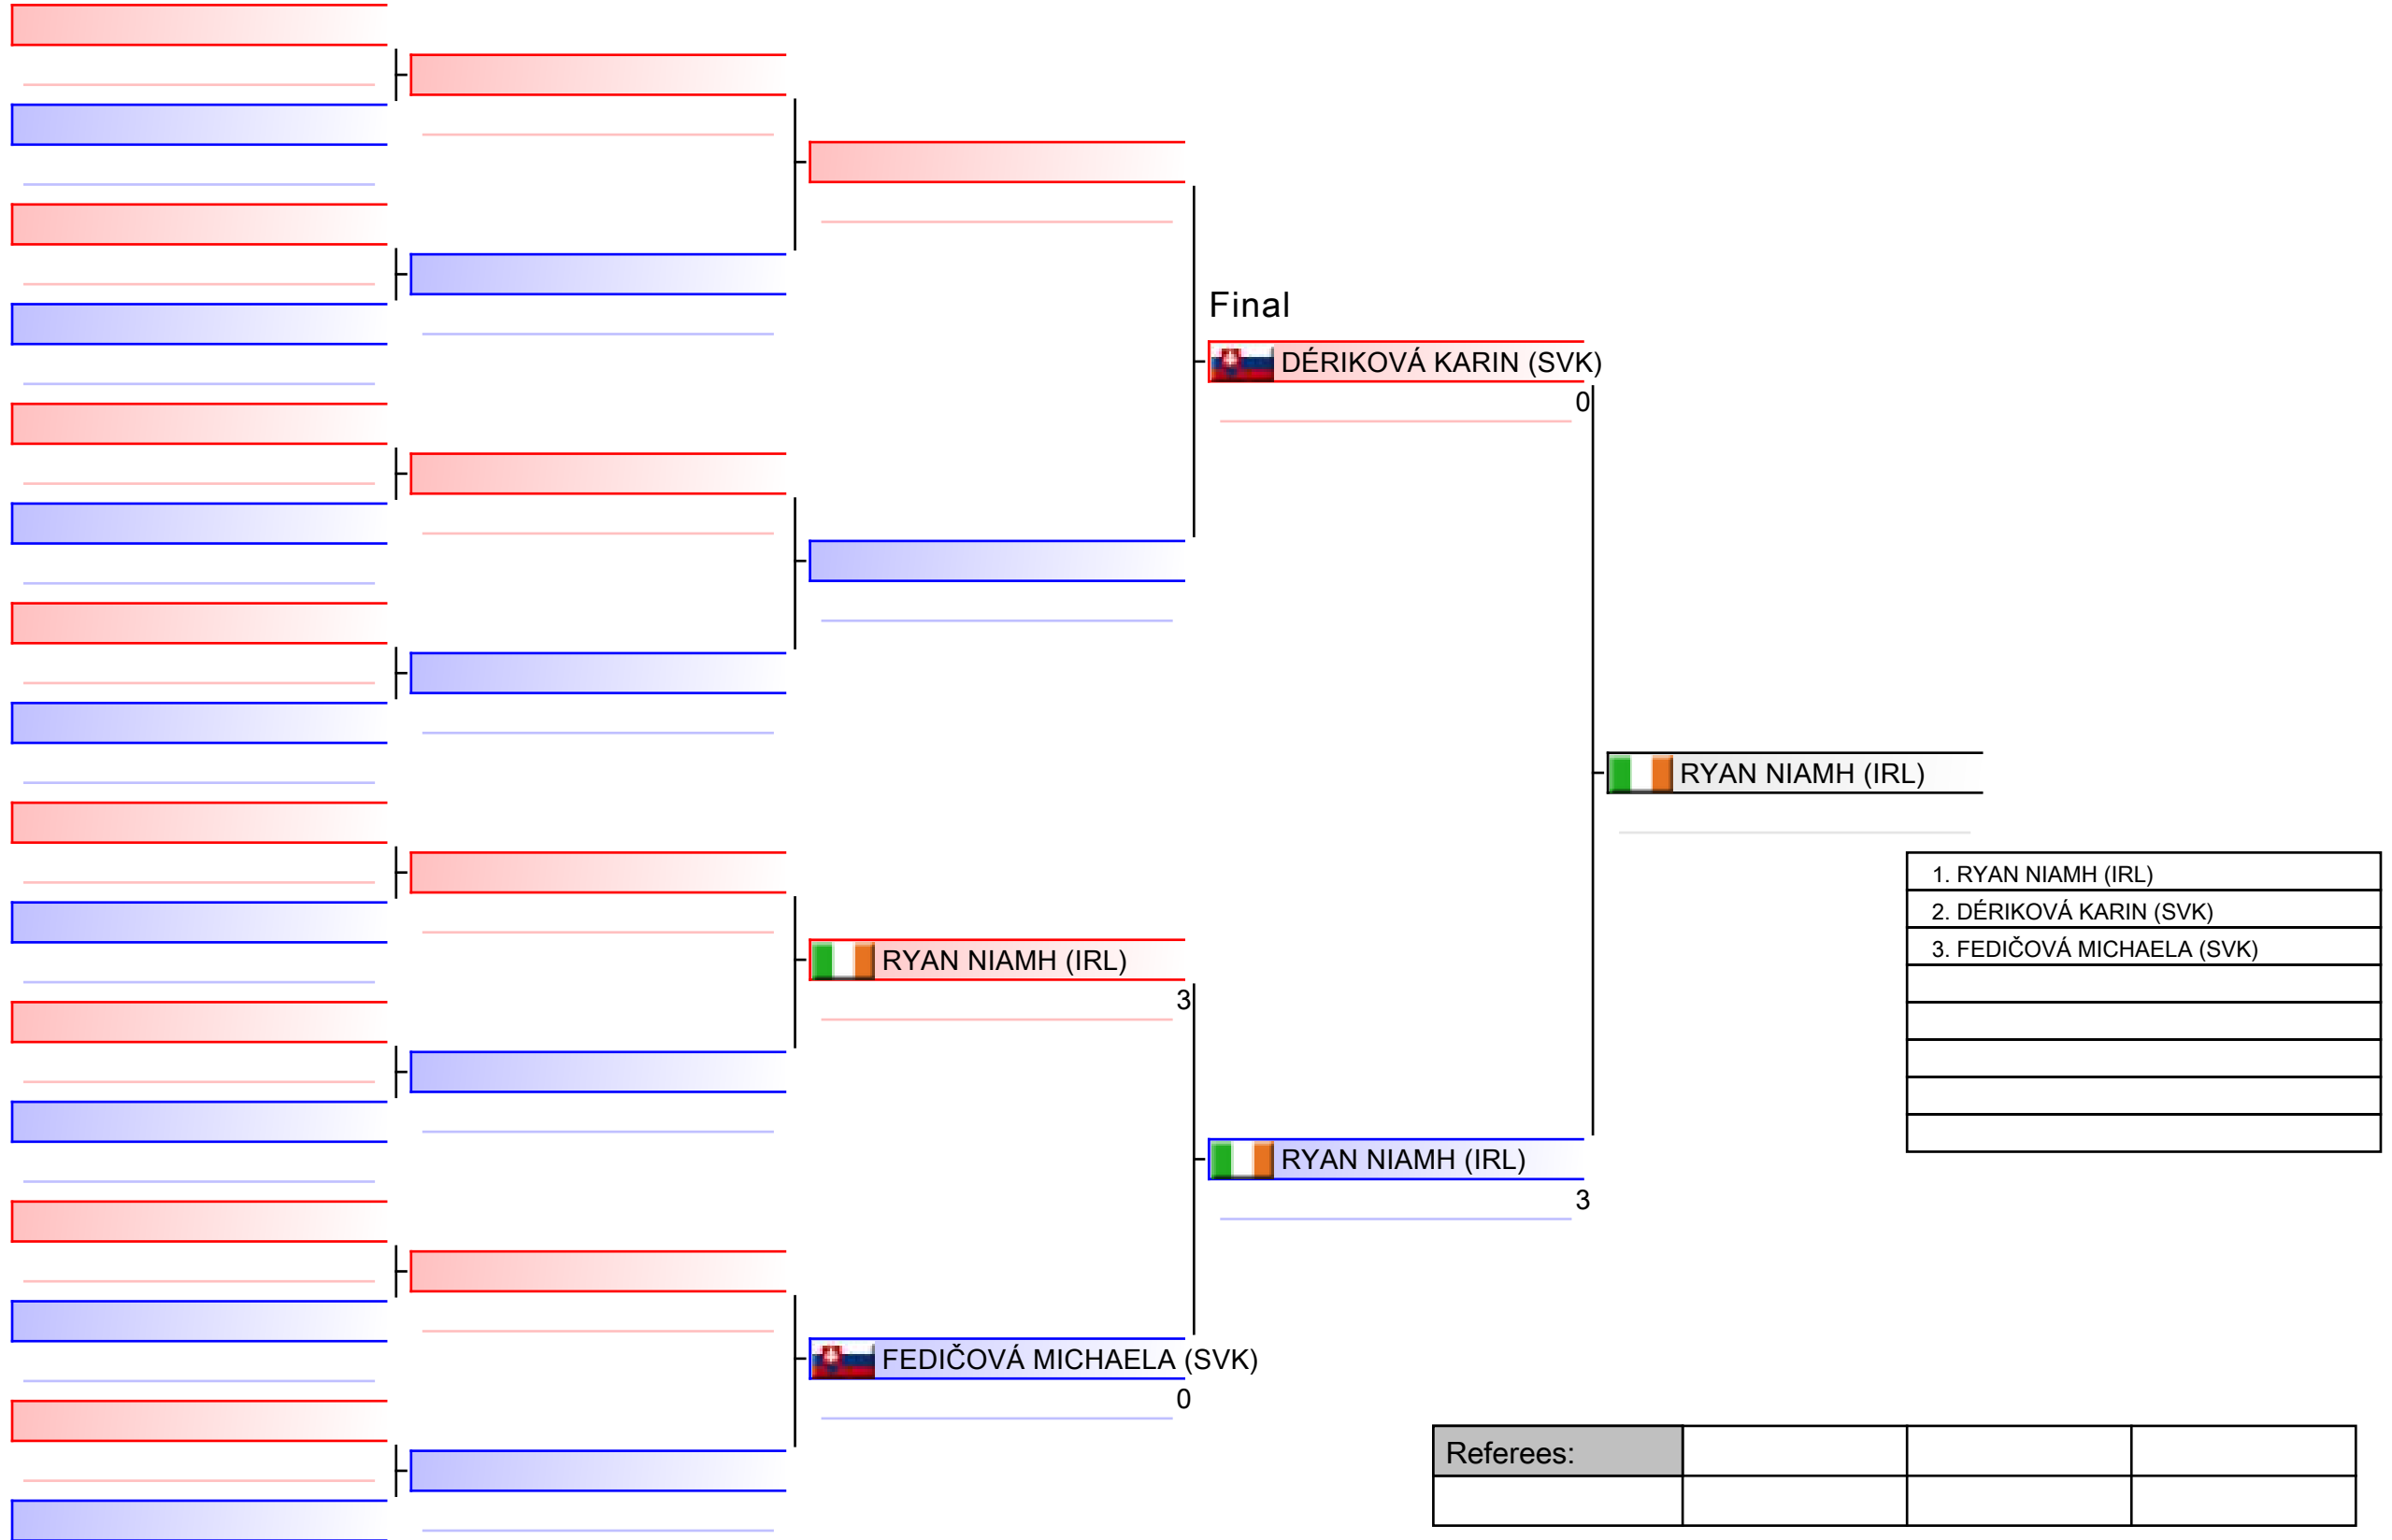 Final
DÉRIKOVÁ KARIN (SVK)
0
RYAN NIAMH (IRL)
1. RYAN NIAMH (IRL)
2. DÉRIKOVÁ KARIN (SVK)
3. FEDIČOVÁ MICHAELA (SVK)
RYAN NIAMH (IRL)
3
RYAN NIAMH (IRL)
3
FEDIČOVÁ MICHAELA (SVK)
0
Referees: